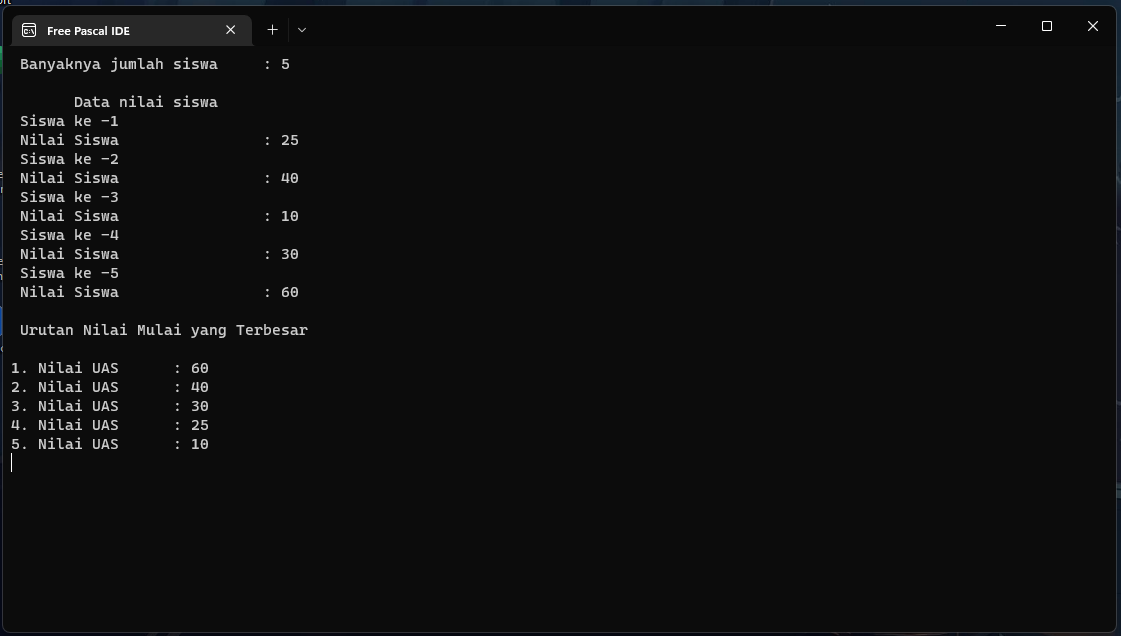 Free Pascal IDE
Banyaknya jumlah siswa : 5
Data nilai siswa
Siswa ke -1
Nilai Siswa : 25
Siswa ke -2
Nilai Siswa : 40
Siswa ke -3
Nilai Siswa : 10
Siswa ke -4
Nilai Siswa : 30
Siswa ke -5
Nilai Siswa : 60
Urutan Nilai Mulai yang Terbesar
1. Nilai UAS : 60
2. Nilai UAS : 40
3. Nilai UAS : 30
4. Nilai UAS : 25
5. Nilai UAS : 10